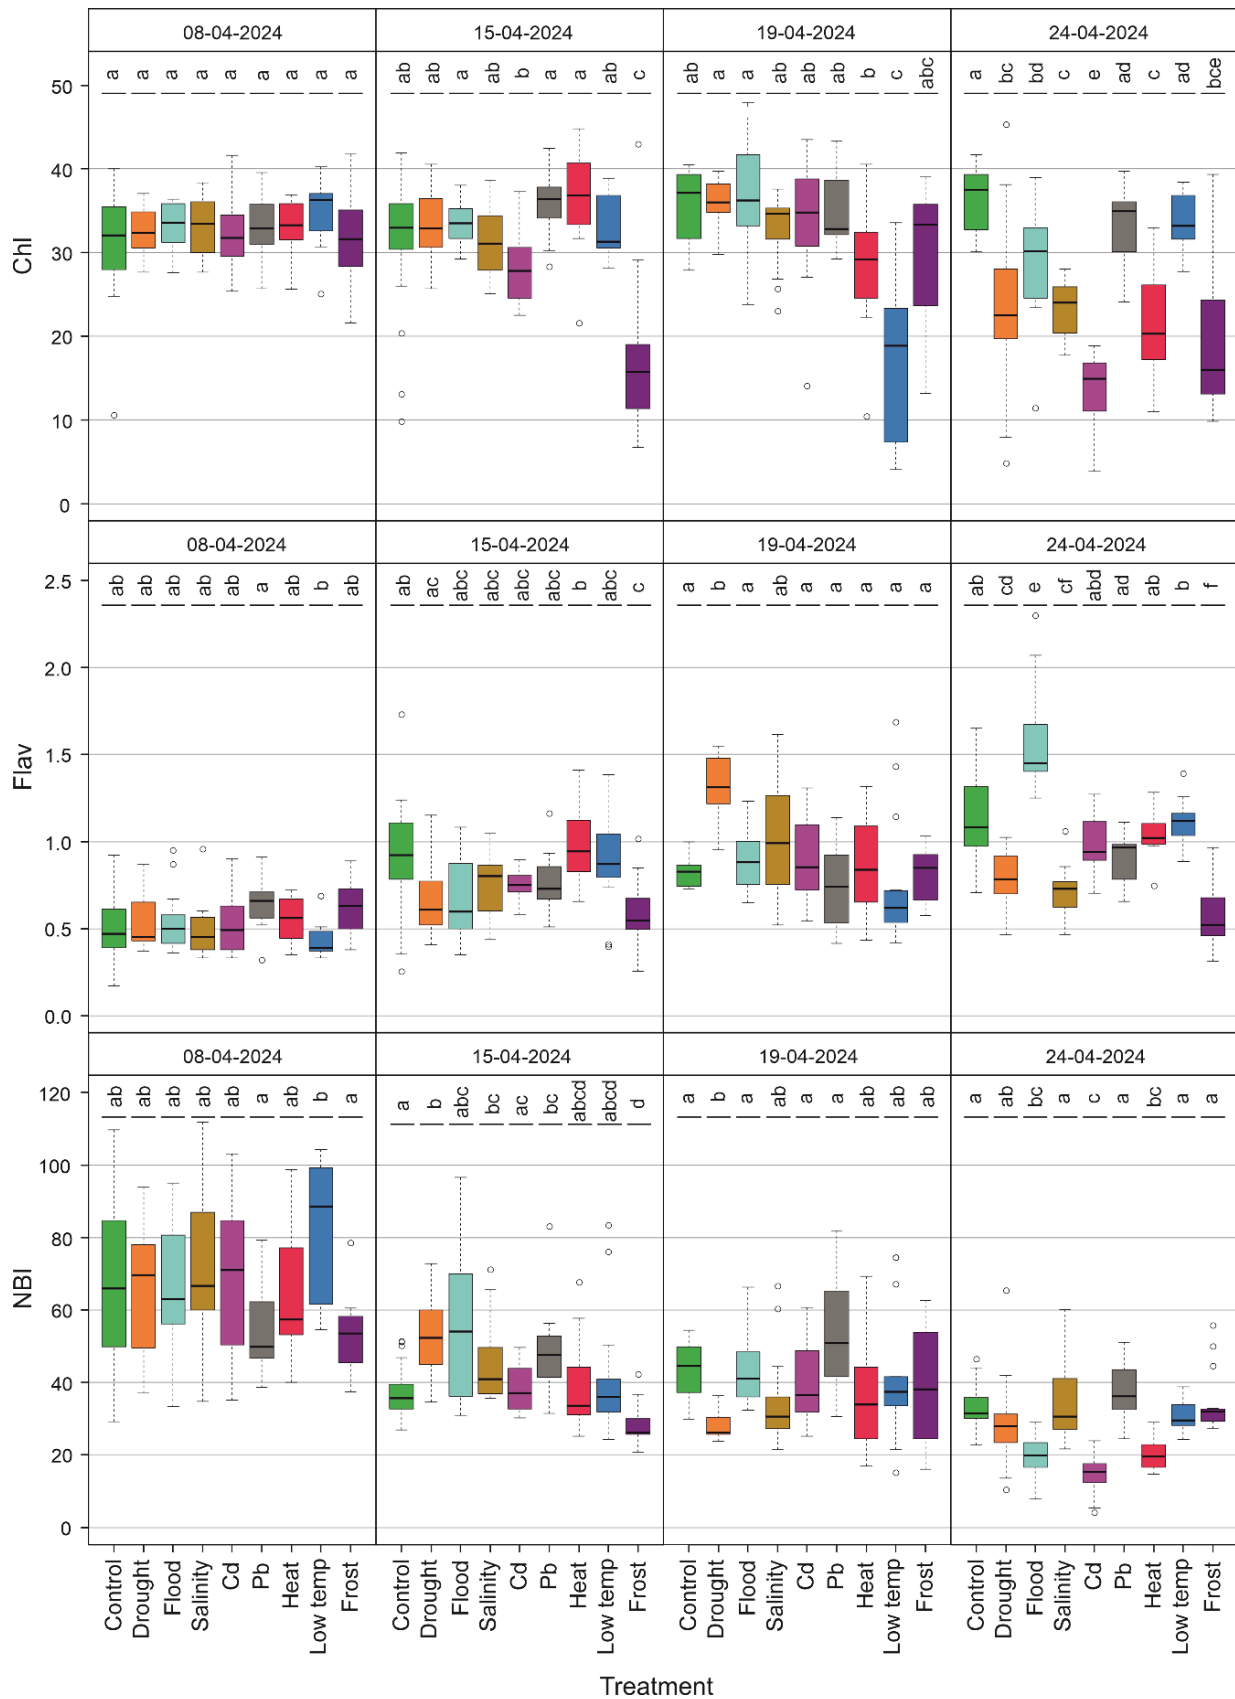 08-04-2024 15-04-2024 19-04-2024 24-04-2024
a a a a a a a a a ab ab a ab b a a ab c ab a a ab ab ab b c abc a bc bd c e ad c ad bce
50
40
30
20
10
0
Chl
08-04-2024 15-04-2024 19-04-2024 24-04-2024
ab ab ab ab ab a ab b ab ab ac abc abc abc abc b abc c a b a ab a a a a a ab cd e cf abd ad ab b f
2.5
2.0
1.5
1.0
0.5
0.0
Flav
08-04-2024 15-04-2024 19-04-2024 24-04-2024
ab ab ab ab ab a ab b a a b abc bc ac bc abcd abcd d a b a ab a a ab ab ab a ab bc a c a bc a a
120
100
80
60
40
20
0
NBI
Control Drought Flood Salinity Cd Pb Heat Low temp Frost Control Drought Flood Salinity Cd Pb Heat Low temp Frost Control Drought Flood Salinity Cd Pb Heat Low temp Frost Control Drought Flood Salinity Cd Pb Heat Low temp Frost
Treatment